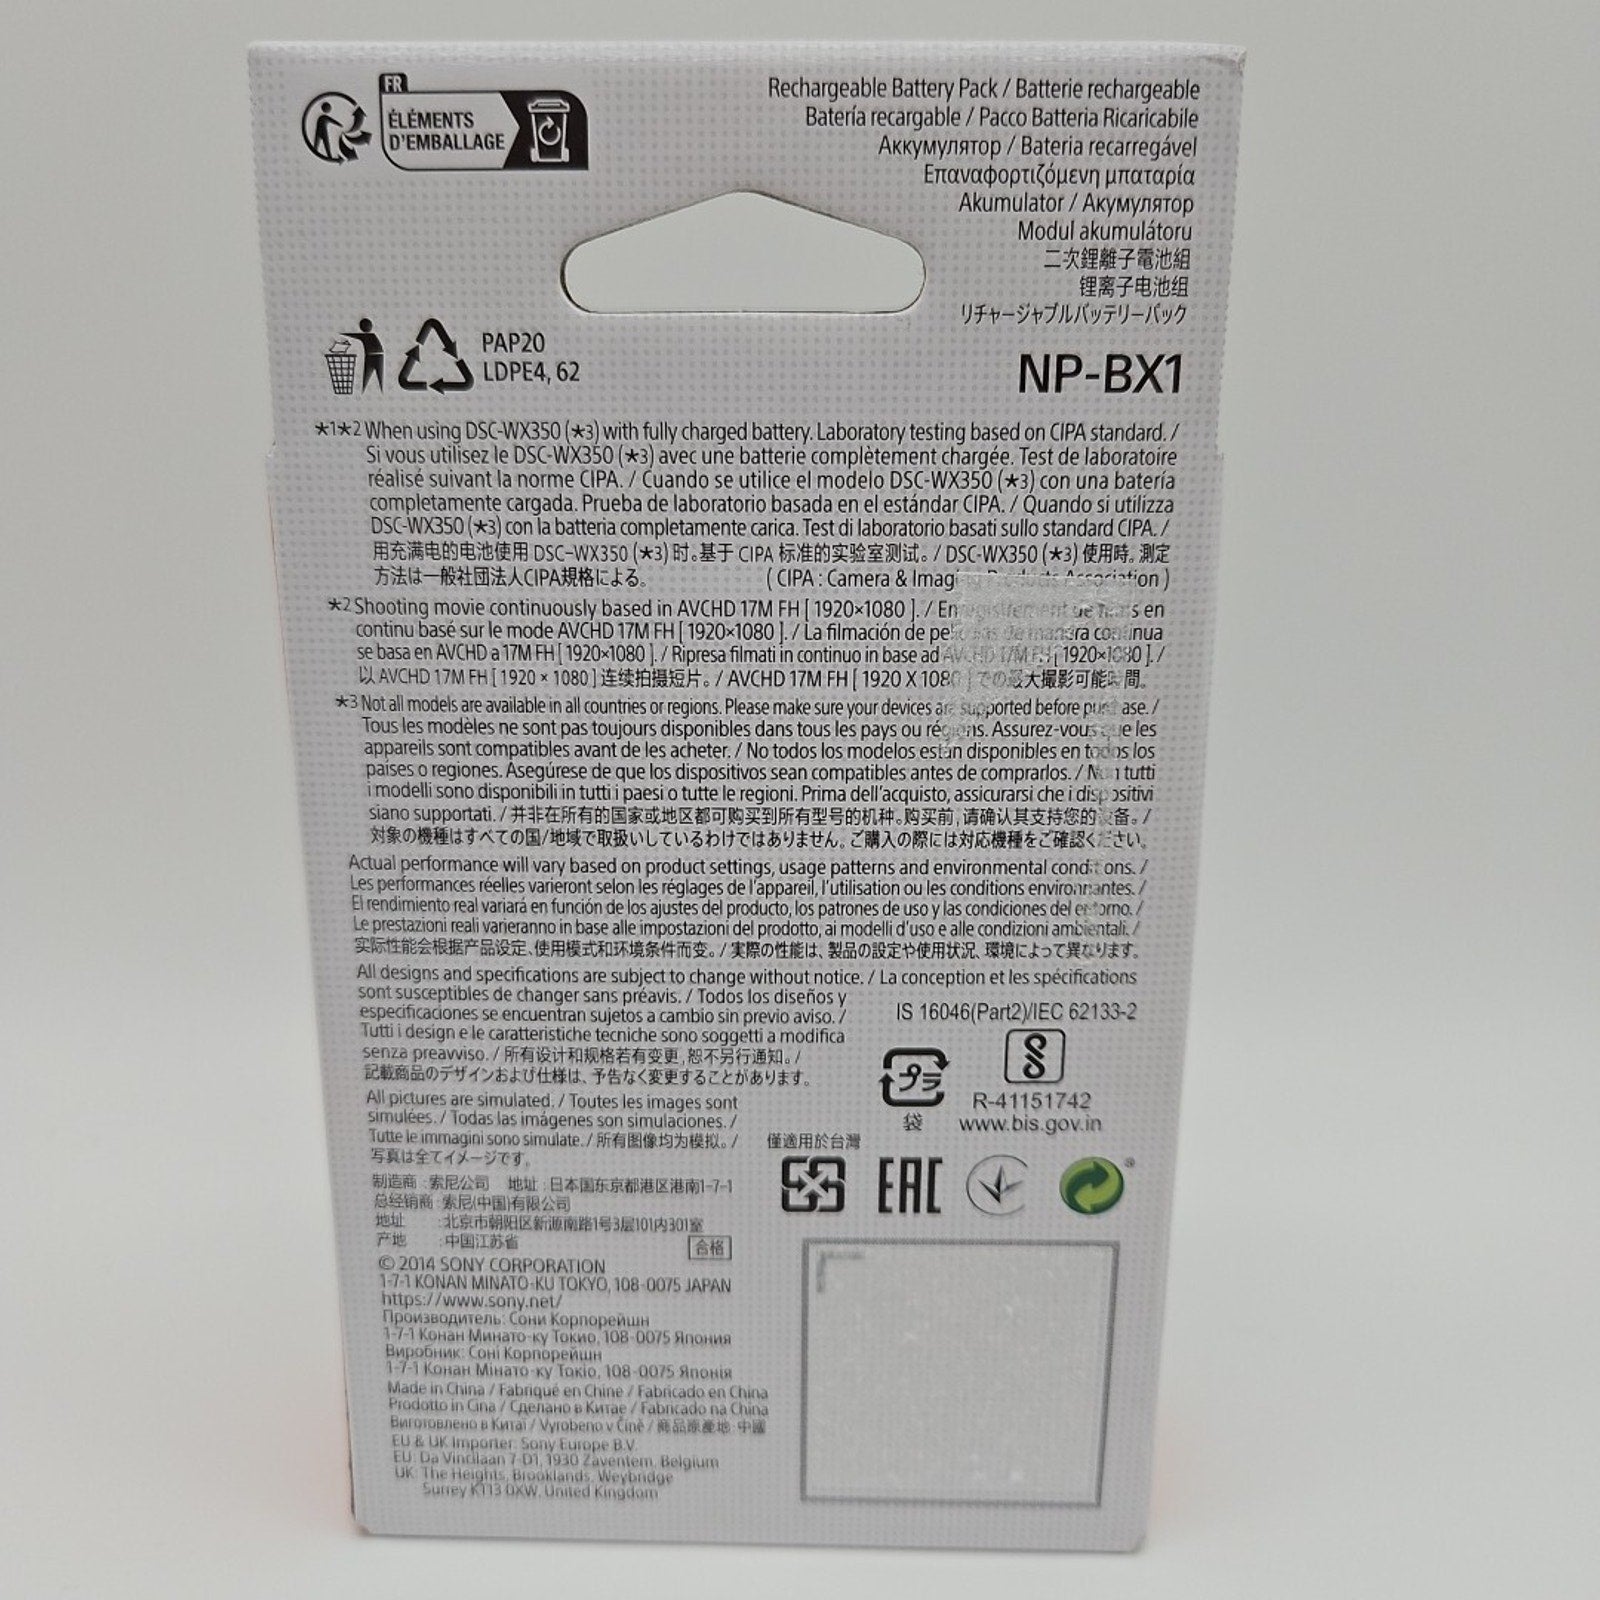 FR
ÉLÉMENTS
D'EMBALLAGE
Rechargeable Battery Pack / Batterie rechargeable
Batería recargable / Pacco Batteria Ricaricabile
Аккумулятор / Bateria recarregável
Επαναφορτιζόμενη μπαταρία
Akumulator / Акумулятор
Modul akumulátoru
二次鋰離子電池組
锂离子电池组
リチャージャブルバッテリーパック
PAP20
LDPE4, 62
NP-BX1
★1★2 When using DSC-WX350 (★3) with fully charged battery. Laboratory testing based on CIPA standard. /
Si vous utilisez le DSC-WX350 (★3) avec une batterie complètement chargée. Test de laboratoire
réalisé suivant la norme CIPA. / Cuando se utilice el modelo DSC-WX350 (★3) con una batería
completamente cargada. Prueba de laboratorio basada en el estándar CIPA. / Quando si utilizza
DSC-WX350 (★3) con la batteria completamente carica. Test di laboratorio basati sullo standard CIPA. /
用充满电的电池使用 DSC-WX350 (★3) 时。基于 CIPA 标准的实验室测试。/ DSC-WX350 (★3) 使用時。測定
方法は一般社団法人CIPA規格による。 ( CIPA : Camera & Imaging Products Association )
★2 Shooting movie continuously based in AVCHD 17M FH [ 1920×1080 ]. / Enregistrement de films en
continu basé sur le mode AVCHD 17M FH [ 1920×1080 ]. / La filmación de películas de manera continua
se basa en AVCHD a 17M FH [ 1920×1080 ]. / Ripresa filmati in continuo in base ad AVCHD 17M FH [ 1920×1080 ]. /
以 AVCHD 17M FH [ 1920 × 1080 ] 连续拍摄短片。/ AVCHD 17M FH [ 1920 X 1080 ] での最大撮影可能時間。
★3 Not all models are available in all countries or regions. Please make sure your devices are supported before purchase. /
Tous les modèles ne sont pas toujours disponibles dans tous les pays ou régions. Assurez-vous que les
appareils sont compatibles avant de les acheter. / No todos los modelos están disponibles en todos los
países o regiones. Asegúrese de que los dispositivos sean compatibles antes de comprarlos. / Non tutti
i modelli sono disponibili in tutti i paesi o tutte le regioni. Prima dell'acquisto, assicurarsi che i dispositivi
siano supportati. / 并非在所有的国家或地区都可购买到所有型号的机种。购买前,请确认其支持您的设备。/
対象の機種はすべての国/地域で取扱いしているわけではありません。ご購入の際には対応機種をご確認ください。
Actual performance will vary based on product settings, usage patterns and environmental conditions. /
Les performances réelles varieront selon les réglages de l'appareil, l'utilisation ou les conditions environnantes. /
El rendimiento real variará en función de los ajustes del producto, los patrones de uso y las condiciones del entorno. /
Le prestazioni reali varieranno in base alle impostazioni del prodotto, ai modelli d'uso e alle condizioni ambientali. /
实际性能会根据产品设定、使用模式和环境条件而变。/ 実際の性能は、製品の設定や使用状況、環境によって異なります。
All designs and specifications are subject to change without notice. / La conception et les spécifications
sont susceptibles de changer sans préavis. / Todos los diseños y
especificaciones se encuentran sujetos a cambio sin previo aviso. /
Tutti i design e le caratteristiche tecniche sono soggetti a modifica
senza preavviso. / 所有设计和规格若有变更,恕不另行通知。/
記載商品のデザインおよび仕様は、予告なく変更することがあります。
IS 16046(Part2)/IEC 62133-2
プラ
袋
R-41151742
www.bis.gov.in
All pictures are simulated. / Toutes les images sont
simulées. / Todas las imágenes son simulaciones. /
Tutte le immagini sono simulate. / 所有图像均为模拟。/
写真は全てイメージです。
僅適用於台灣
EAC
®
制造商 : 索尼公司 地址 : 日本国东京都港区港南1-7-1
总经销商 : 索尼(中国)有限公司
地址 : 北京市朝阳区新源南路1号3层101内301室
产地 : 中国江苏省
合格
© 2014 SONY CORPORATION
1-7-1 KONAN MINATO-KU TOKYO, 108-0075 JAPAN
https://www.sony.net/
Производитель: Сони Корпорейшн
1-7-1 Конан Минато-ку Токио, 108-0075 Япония
Виробник: Соні Корпорейшн
1-7-1 Конан Мінато-ку Токіо, 108-0075 Японія
Made in China / Fabriqué en Chine / Fabricado en China
Prodotto in Cina / Сделано в Китае / Fabricado na China
Виготовлено в Китаї / Vyrobeno v Číně / 商品原產地: 中國
EU & UK Importer: Sony Europe B.V.
EU: Da Vincilaan 7-D1, 1930 Zaventem, Belgium
UK: The Heights, Brooklands, Weybridge
Surrey KT13 0XW, United Kingdom